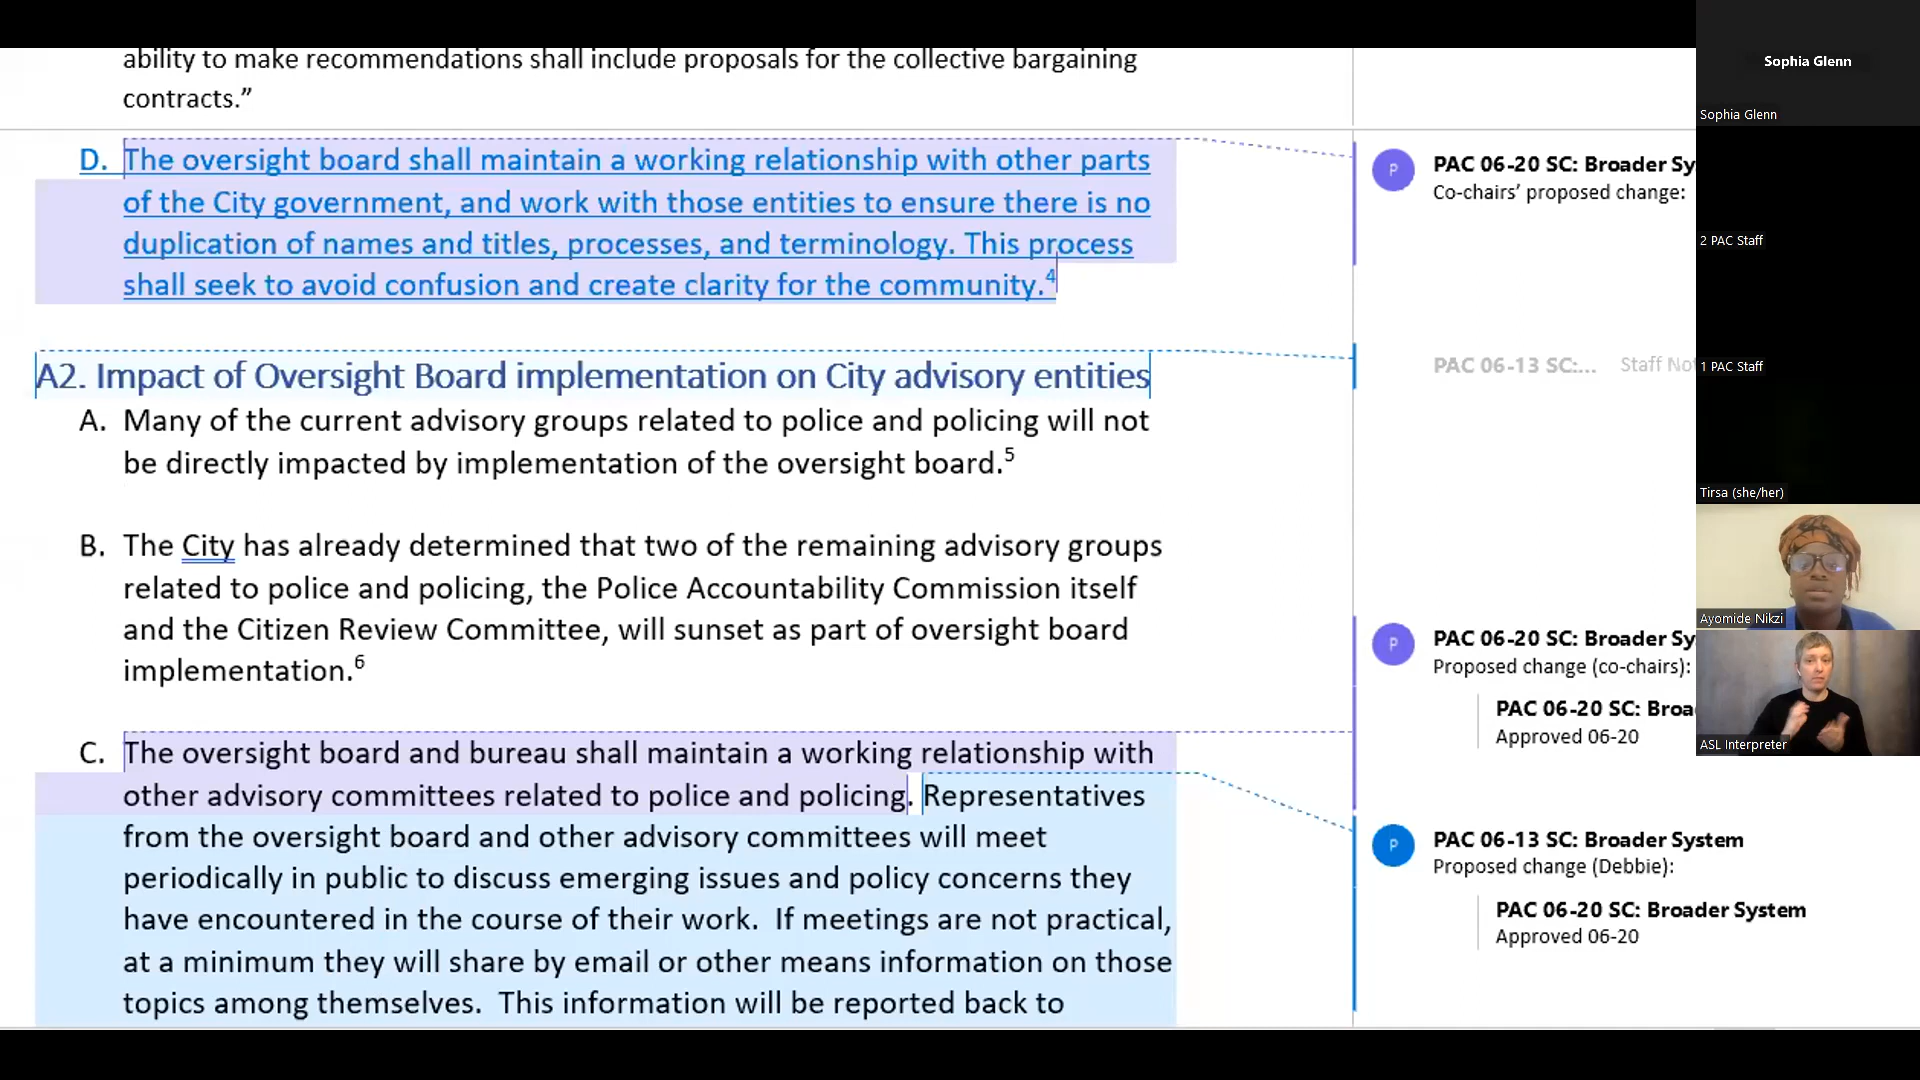 ability to make recommendations shall include proposals for the collective bargaining
contracts.”
D. The oversight board shall maintain a working relationship with other parts
of the City government, and work with those entities to ensure there is no
duplication of names and titles, processes, and terminology. This process
shall seek to avoid confusion and create clarity for the community.4
A2. Impact of Oversight Board implementation on City advisory entities
A. Many of the current advisory groups related to police and policing will not
be directly impacted by implementation of the oversight board.5
B. The City has already determined that two of the remaining advisory groups
related to police and policing, the Police Accountability Commission itself
and the Citizen Review Committee, will sunset as part of oversight board
implementation.6
C. The oversight board and bureau shall maintain a working relationship with
other advisory committees related to police and policing. Representatives
from the oversight board and other advisory committees will meet
periodically in public to discuss emerging issues and policy concerns they
have encountered in the course of their work.  If meetings are not practical,
at a minimum they will share by email or other means information on those
topics among themselves.  This information will be reported back to
P
PAC 06-20 SC: Broader Sy
Co-chairs’ proposed change:
PAC 06-13 SC:... Staff No
P
PAC 06-20 SC: Broader Sy
Proposed change (co-chairs):
PAC 06-20 SC: Broa
Approved 06-20
P
PAC 06-13 SC: Broader System
Proposed change (Debbie):
PAC 06-20 SC: Broader System
Approved 06-20
Sophia Glenn
Sophia Glenn
2 PAC Staff
1 PAC Staff
Tirsa (she/her)
Ayomide Nikzi
ASL Interpreter